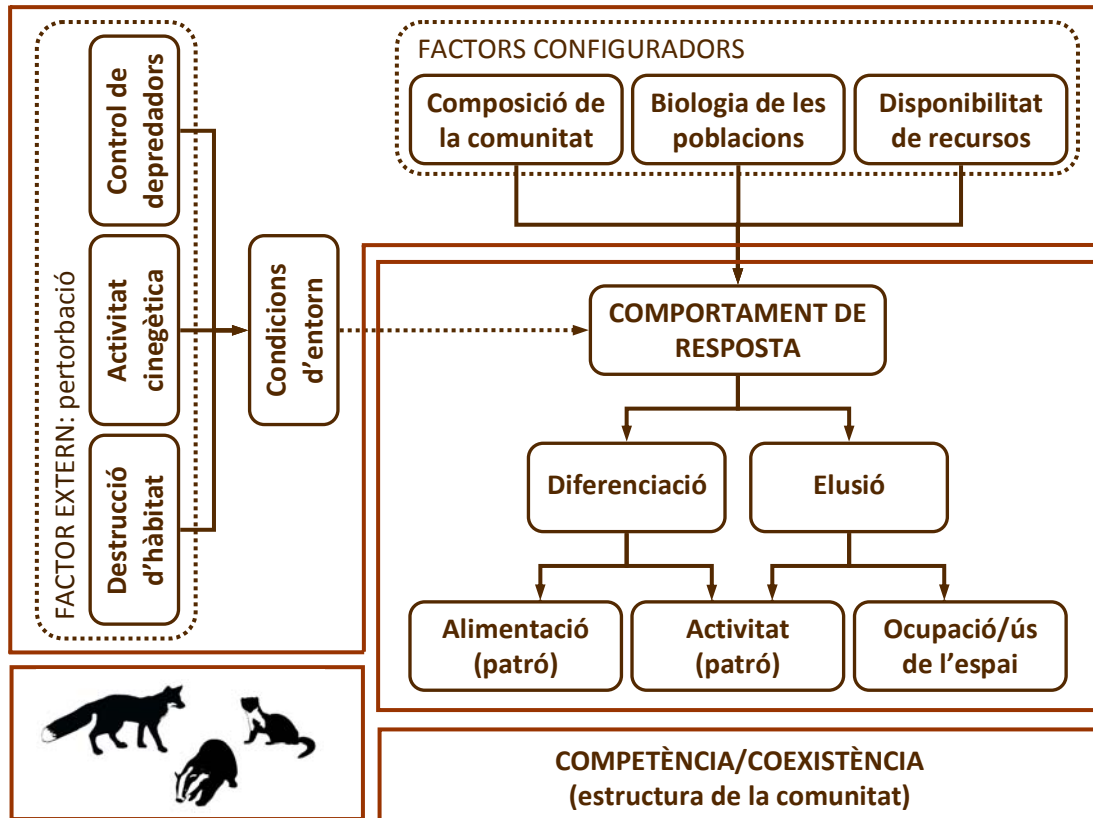 FACTOR EXTERN: pertorbació
Control de
depredadors
Activitat
cinegètica
Destrucció
d'hàbitat
Condicions
d'entorn
FACTORS CONFIGURADORS
Composició de
la comunitat
Biologia de les
poblacions
Disponibilitat
de recursos
COMPORTAMENT DE
RESPOSTA
Diferenciació
Elusió
Alimentació
(patró)
Activitat
(patró)
Ocupació/ús
de l'espai
COMPETÈNCIA/COEXISTÈNCIA
(estructura de la comunitat)